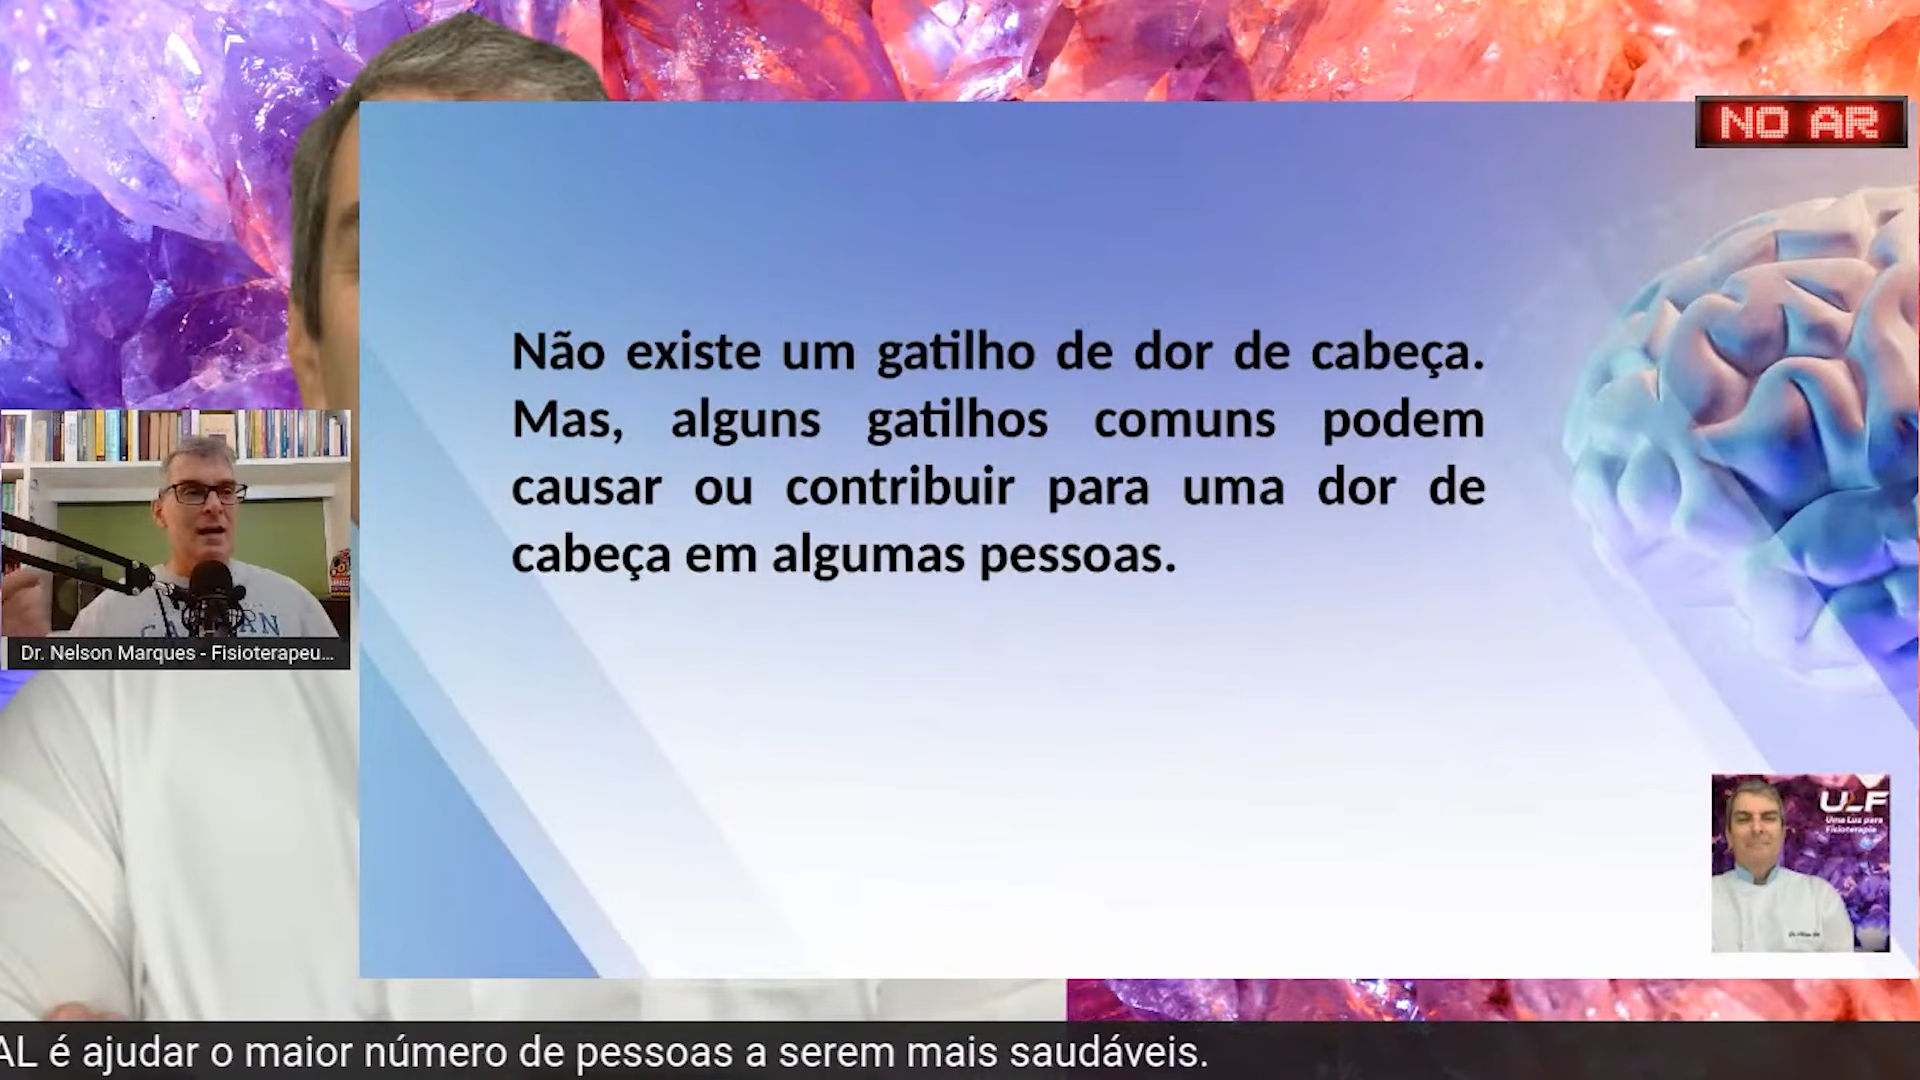 NO AR
Não existe um gatilho de dor de cabeça.
Mas, alguns gatilhos comuns podem
causar ou contribuir para uma dor de
cabeça em algumas pessoas.
Dr. Nelson Marques - Fisioterapeu...
ULF
Uma Luz para
Fisioterapia
AL é ajudar o maior número de pessoas a serem mais saudáveis.